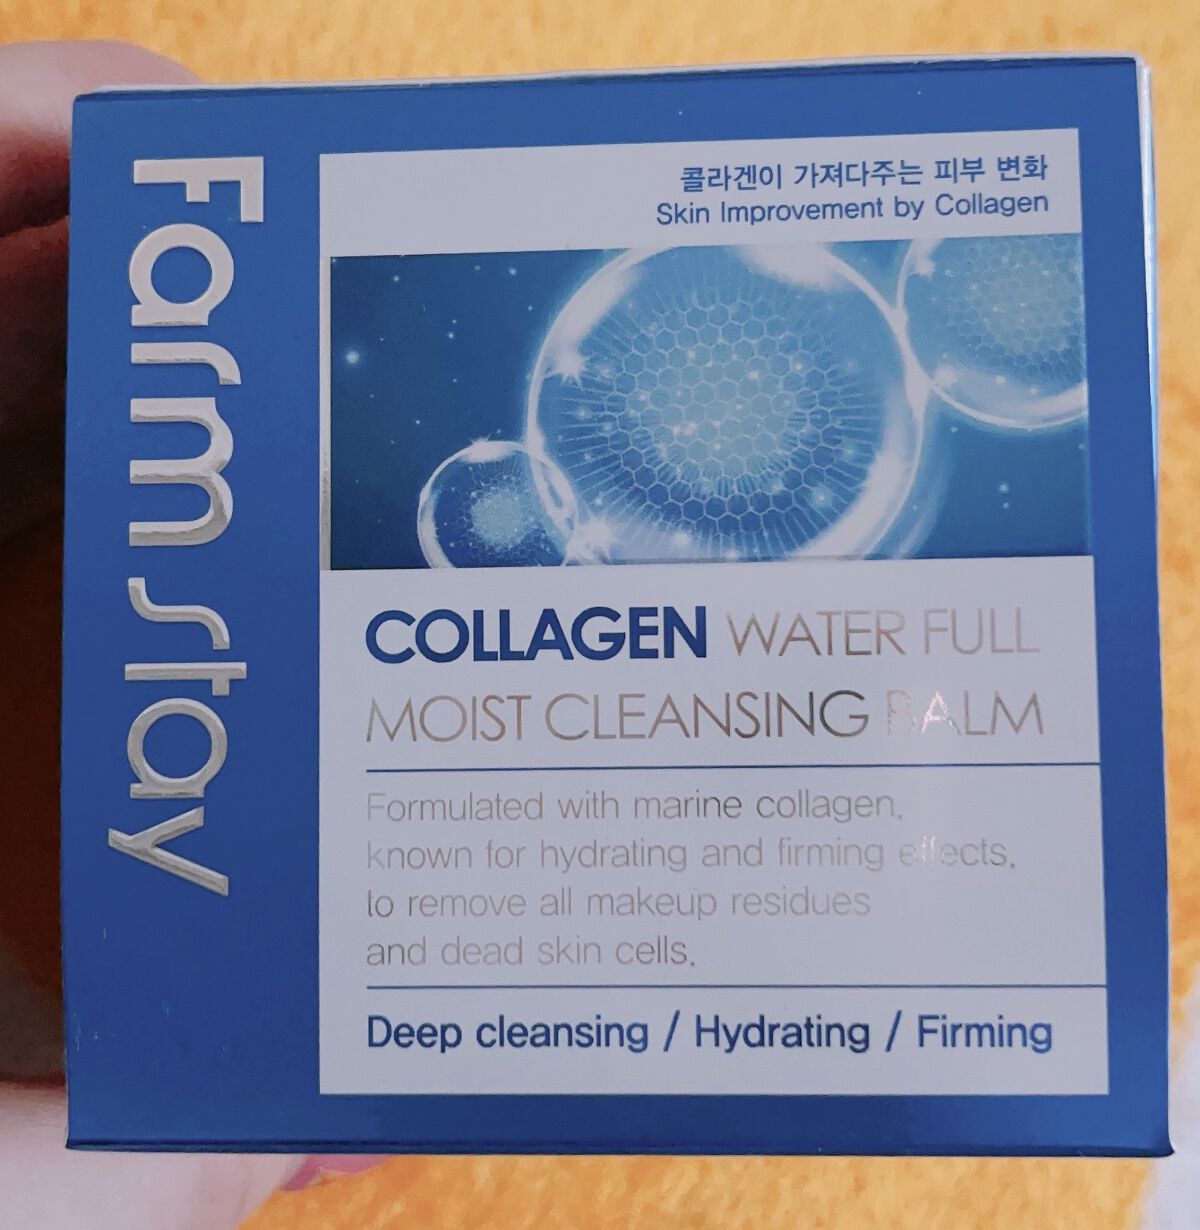 Farm Stay
콜라겐이 가져다주는 피부 변화
Skin Improvement by Collagen
COLLAGEN WATER FULL
MOIST CLEANSING BALM
Formulated with marine collagen,
known for hydrating and firming effects,
to remove all makeup residues
and dead skin cells.
Deep cleansing / Hydrating / Firming